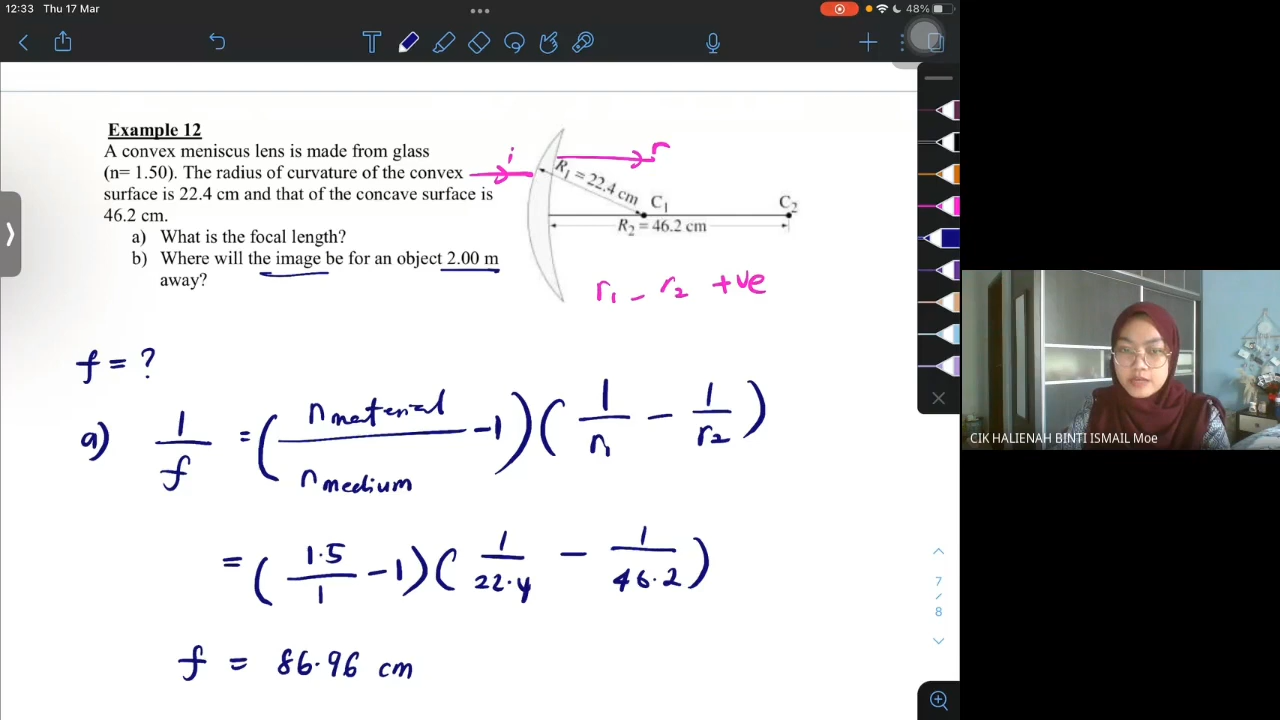 12:33 Thu 17 Mar
48%
T
Example 12
A convex meniscus lens is made from glass
(n= 1.50). The radius of curvature of the convex
surface is 22.4 cm and that of the concave surface is
46.2 cm.
a) What is the focal length?
b) Where will the image be for an object 2.00 m
away?
i
r
R₁ = 22.4 cm
C₁
C₂
R₂ = 46.2 cm
r₁ - r₂ +ve
f = ?
a) 1/f = (n material / n medium - 1)(1/r₁ - 1/r₂)
= (1.5/1 - 1)(1/22.4 - 1/46.2)
f = 86.96 cm
7
/
8
CIK HALIENAH BINTI ISMAIL Moe